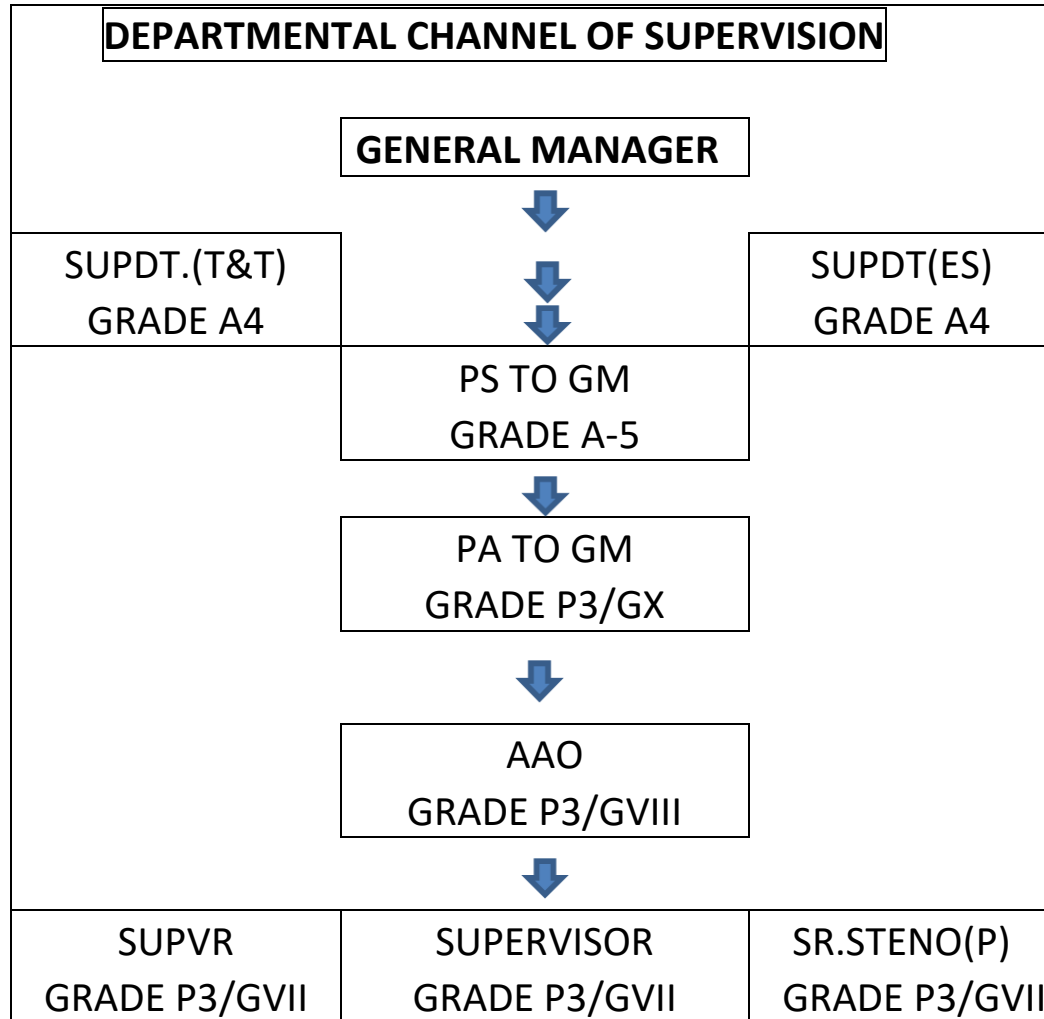 DEPARTMENTAL CHANNEL OF SUPERVISION
GENERAL MANAGER
SUPDT.(T&T)
GRADE A4
SUPDT(ES)
GRADE A4
PS TO GM
GRADE A-5
PA TO GM
GRADE P3/GX
AAO
GRADE P3/GVIII
SUPVR
GRADE P3/GVII
SUPERVISOR
GRADE P3/GVII
SR.STENO(P)
GRADE P3/GVII